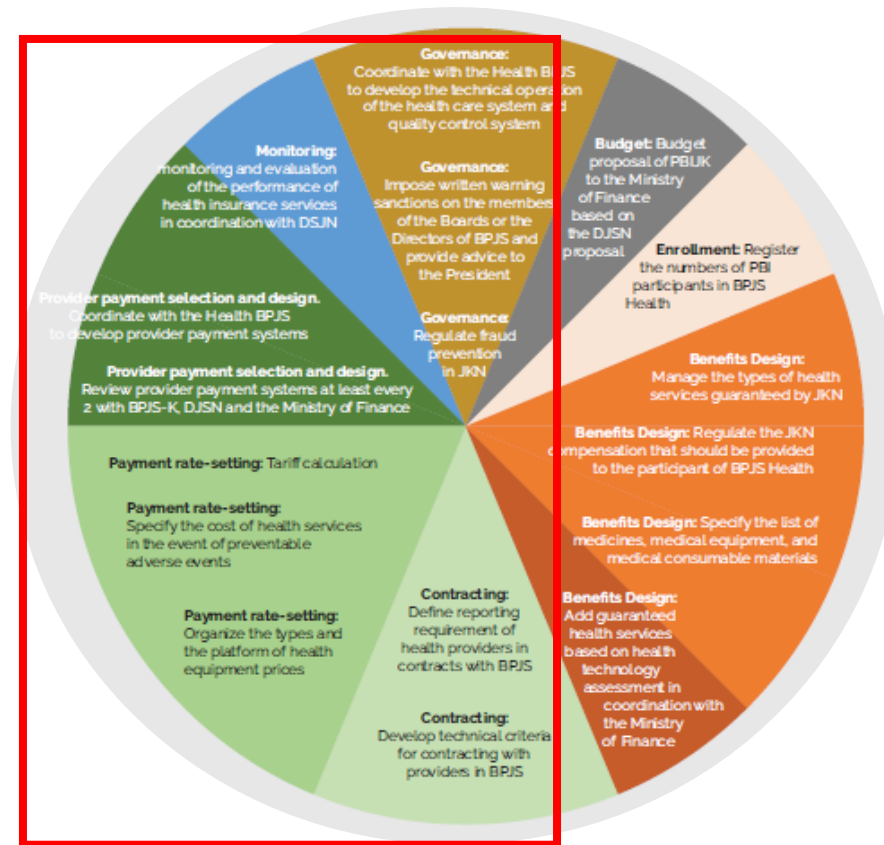 Governance:
Coordinate with the Health BPJS
to develop the technical operation
of the health care system and
quality control system
Governance:
Impose written warning
sanctions on the members
of the Boards or the
Directors of BPJS and
provide advice to
the President
Governance:
Regulate fraud
prevention
in JKN
Budget: Budget
proposal of PBIJK
to the Ministry
of Finance
based on
the DJSN
proposal
Enrollment: Register
the numbers of PBI
participants in BPJS
Health
Benefits Design:
Manage the types of health
services guaranteed by JKN
Benefits Design: Regulate the JKN
compensation that should be provided
to the participant of BPJS Health
Benefits Design: Specify the list of
medicines, medical equipment, and
medical consumable materials
Benefits Design:
Add guaranteed
health services
based on health
technology
assessment in
coordination with
the Ministry
of Finance
Contracting:
Define reporting
requirement of
health providers in
contracts with BPJS
Contracting:
Develop technical criteria
for contracting with
providers in BPJS
Payment rate-setting: Tariff calculation
Payment rate-setting:
Specify the cost of health services
in the event of preventable
adverse events
Payment rate-setting:
Organize the types and
the platform of health
equipment prices
Provider payment selection and design.
Coordinate with the Health BPJS
to develop provider payment systems
Provider payment selection and design.
Review provider payment systems at least every
2 with BPJS-K, DJSN and the Ministry of Finance
Monitoring:
monitoring and evaluation
of the performance of
health insurance services
in coordination with DSJN